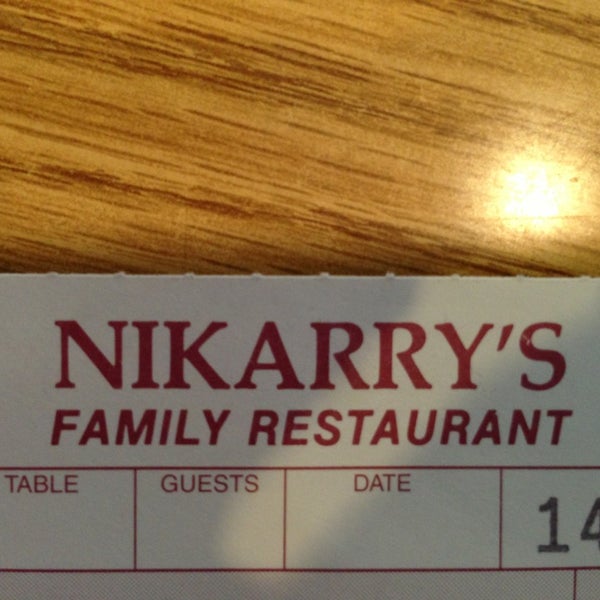 NIKARRY'S
FAMILY RESTAURANT
TABLE GUESTS DATE
14